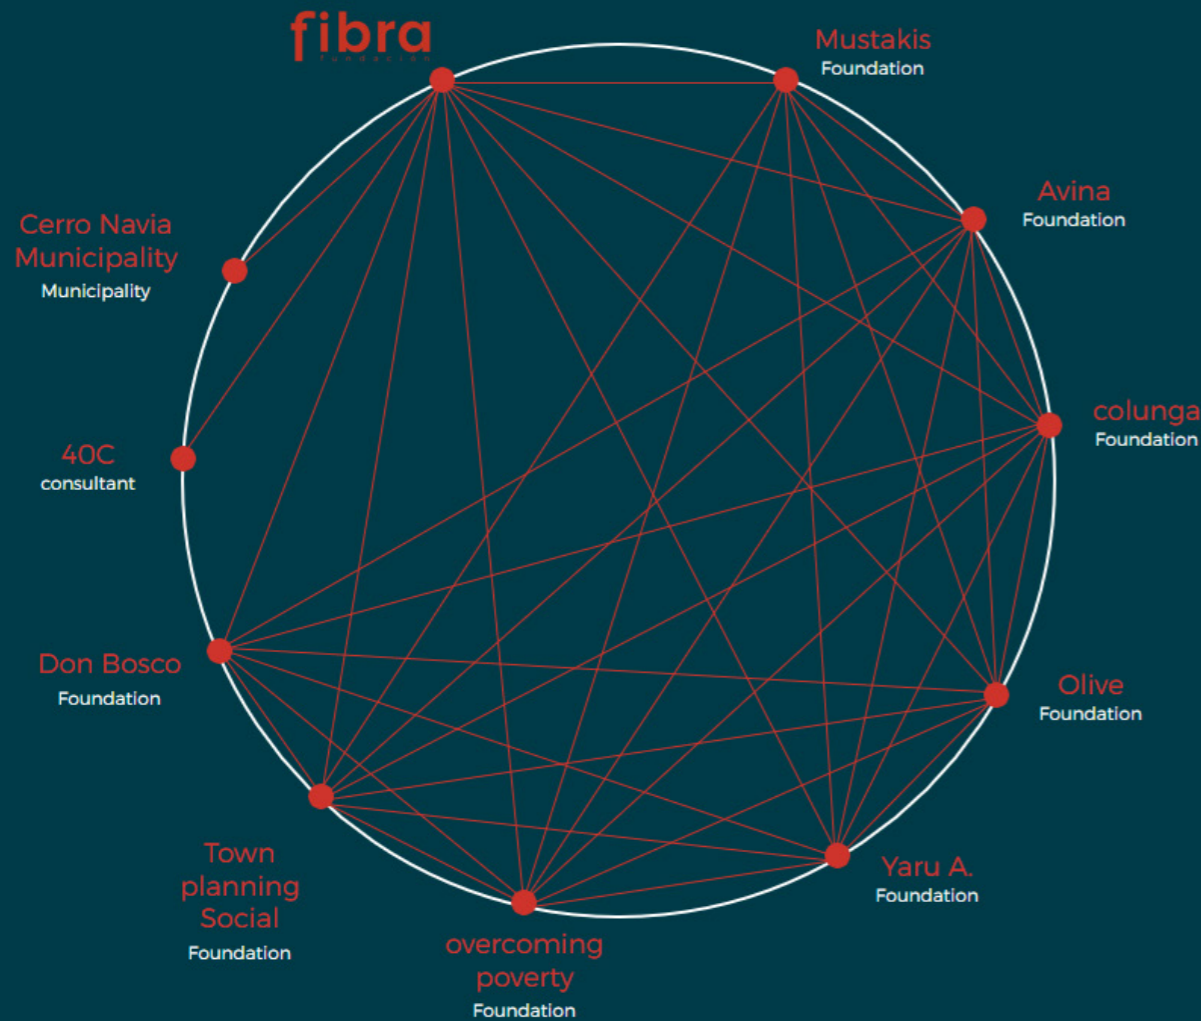 fibra
fundación
Mustakis
Foundation
Avina
Foundation
Cerro Navia
Municipality
Municipality
colunga
Foundation
40C
consultant
Don Bosco
Foundation
Olive
Foundation
Town
planning
Social
Foundation
Yaru A.
Foundation
overcoming
poverty
Foundation